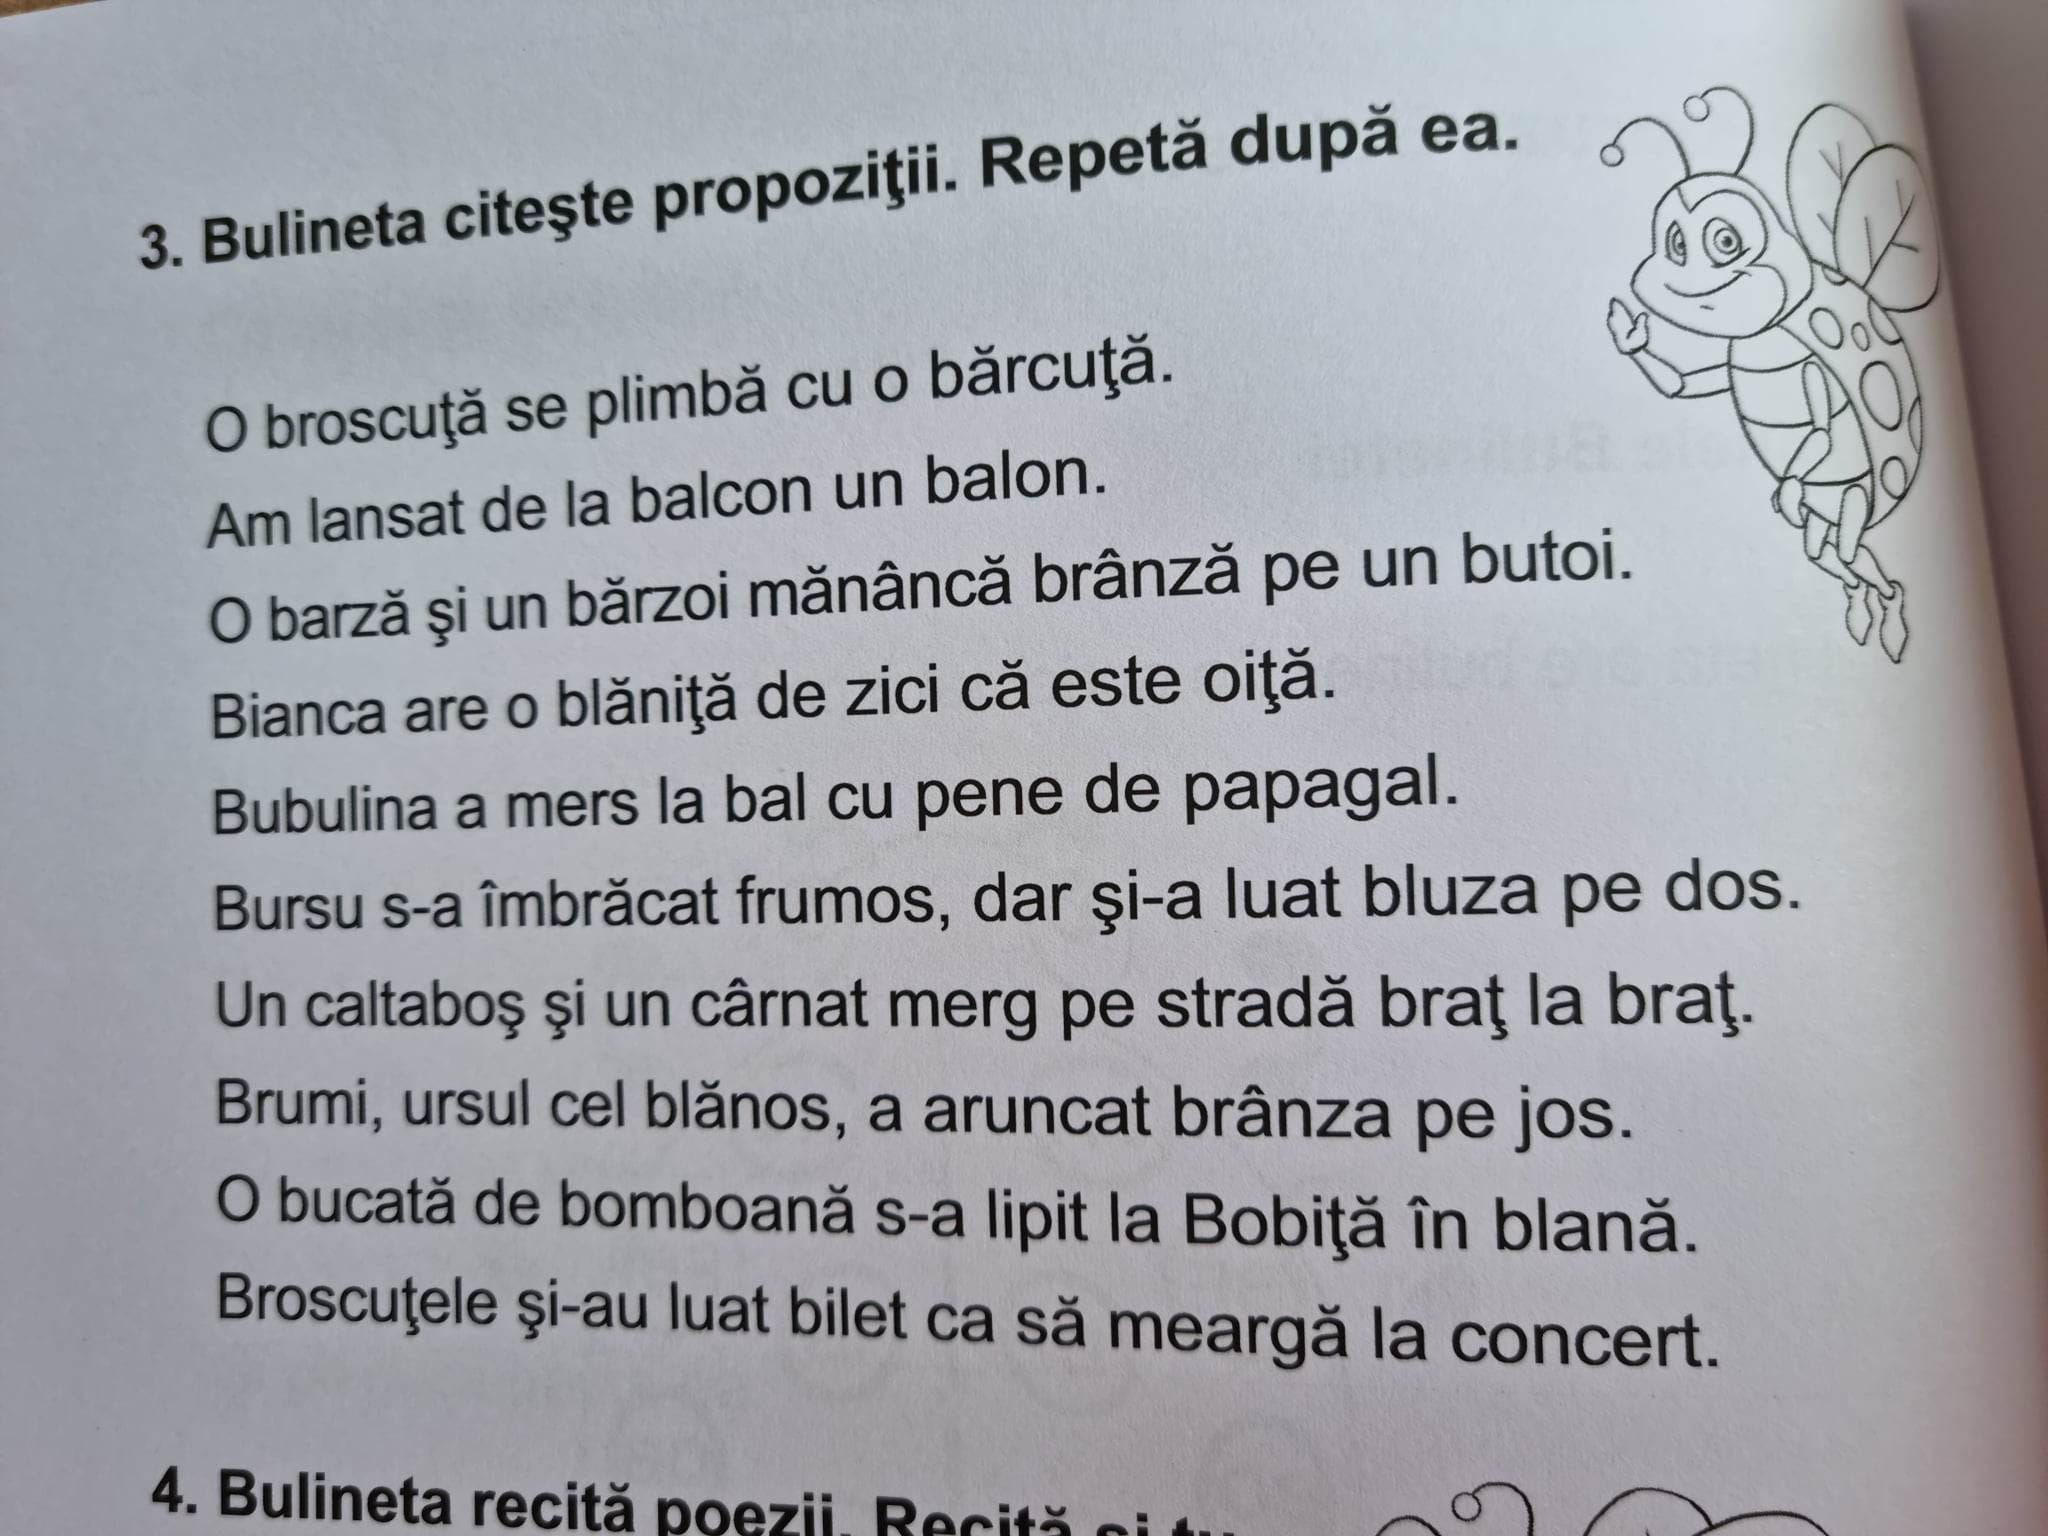 3. Bulineta citeşte propoziţii. Repetă după ea.
O broscuţă se plimbă cu o bărcuţă.
Am lansat de la balcon un balon.
O barză şi un bărzoi mănâncă brânză pe un butoi.
Bianca are o blăniţă de zici că este oiţă.
Bubulina a mers la bal cu pene de papagal.
Bursu s-a îmbrăcat frumos, dar şi-a luat bluza pe dos.
Un caltaboş şi un cârnat merg pe stradă braţ la braţ.
Brumi, ursul cel blănos, a aruncat brânza pe jos.
O bucată de bomboană s-a lipit la Bobiţă în blană.
Broscuţele şi-au luat bilet ca să meargă la concert.
4. Bulineta recită poezii. Recită şi tu